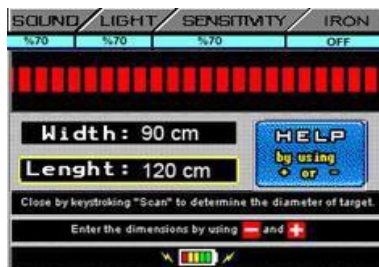 SOUND LIGHT SENSITIVITY IRON
%70 %70 %70 OFF
Width: 90 cm
Lenght: 120 cm
HELP
by using
+ or -
Close by keystroking "Scan" to determine the diameter of target.
Enter the dimensions by using - and +